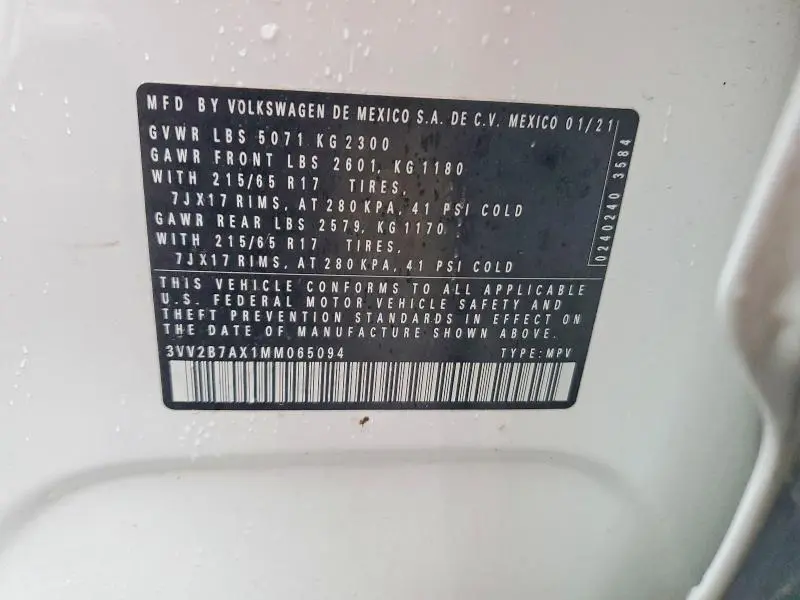 MFD BY VOLKSWAGEN DE MEXICO S.A. DE C.V. MEXICO 01/21
GVWR LBS 5071 KG 2300
GAWR FRONT LBS 2601, KG 1180
WITH 215/65 R17 TIRES,
7JX17 RIMS, AT 280 KPA, 41 PSI COLD
GAWR REAR LBS 2579, KG 1170
WITH 215/65 R17 TIRES,
7JX17 RIMS, AT 280 KPA, 41 PSI COLD
0240240 3584
THIS VEHICLE CONFORMS TO ALL APPLICABLE
U.S. FEDERAL MOTOR VEHICLE SAFETY AND
THEFT PREVENTION STANDARDS IN EFFECT ON
THE DATE OF MANUFACTURE SHOWN ABOVE.
3VV2B7AX1MM065094 TYPE: MPV